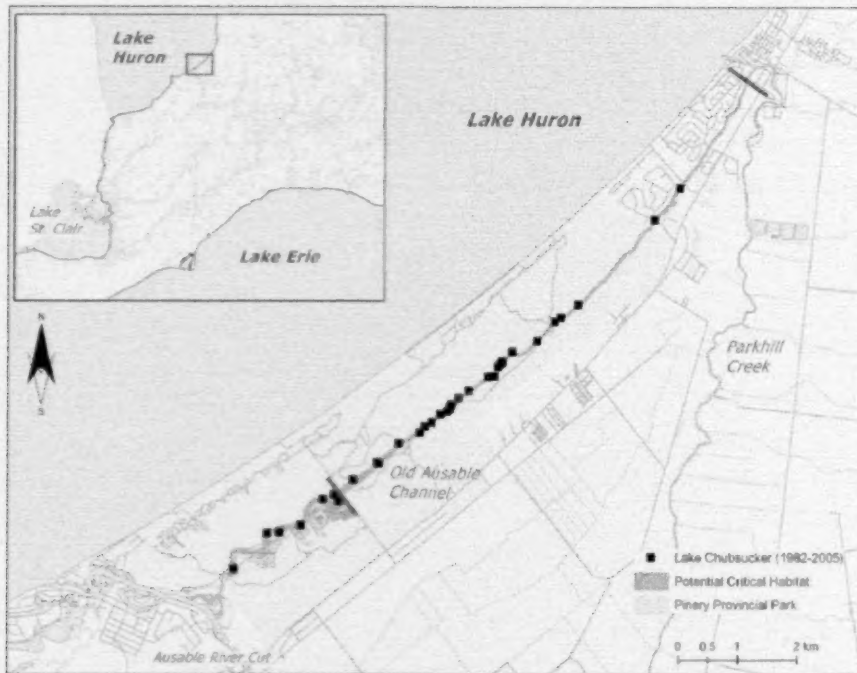 Lake
Huron
Lake
St. Clair
Lake Erie
Lake Huron
N
S
Parkhill
Creek
Old Ausable
Channel
Ausable River Cut
Lake Chubsucker (1982-2005)
Potential Critical Habitat
Pinery Provincial Park
0 0.5 1 2 km